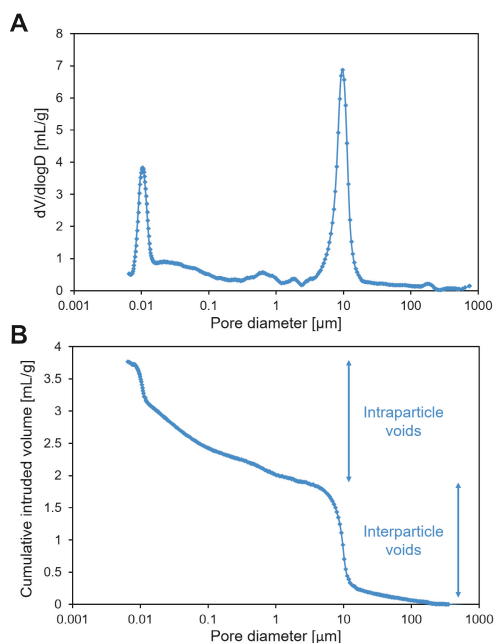 A
dV/dlogD [mL/g]
8
7
6
5
4
3
2
1
0
0.001 0.01 0.1 1 10 100 1000
Pore diameter [µm]
B
Cumulative intruded volume [mL/g]
4
3.5
3
2.5
2
1.5
1
0.5
0
Intraparticle
voids
Interparticle
voids
0.001 0.01 0.1 1 10 100 1000
Pore diameter [µm]